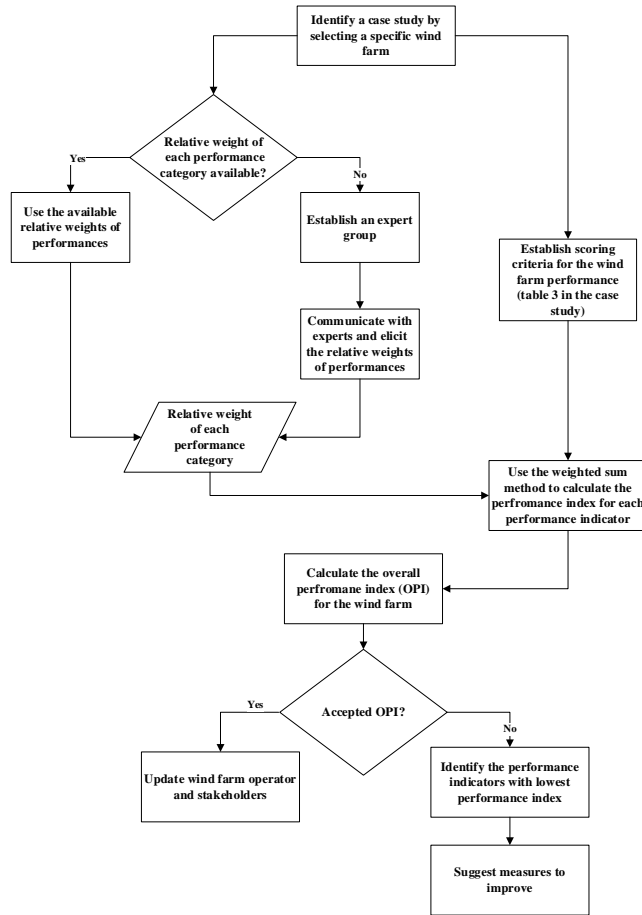 Identify a case study by
selecting a specific wind
farm
Relative weight of
each performance
category available?
Yes
No
Use the available
relative weights of
performances
Establish an expert
group
Establish scoring
criteria for the wind
farm performance
(table 3 in the case
study)
Communicate with
experts and elicit
the relative weights
of performances
Relative weight
of each
performance
category
Use the weighted sum
method to calculate the
perfromance index for each
performance indicator
Calculate the overall
perfromane index (OPI)
for the wind farm
Accepted OPI?
Yes
No
Update wind farm operator
and stakeholders
Identify the performance
indicators with lowest
performance index
Suggest measures to
improve